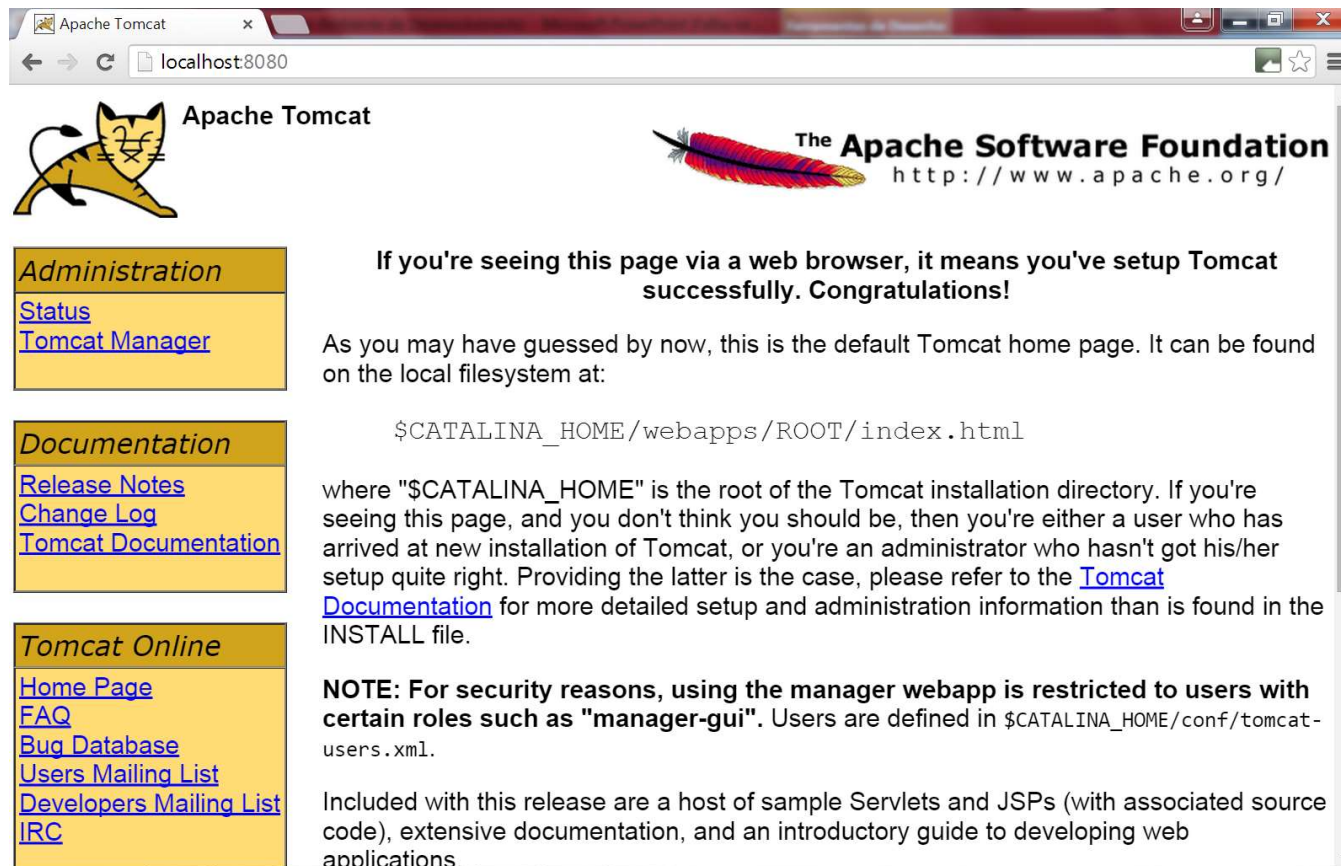 Apache Tomcat
localhost:8080
Apache Tomcat
The Apache Software Foundation
http://www.apache.org/
Administration
Status
Tomcat Manager
Documentation
Release Notes
Change Log
Tomcat Documentation
Tomcat Online
Home Page
FAQ
Bug Database
Users Mailing List
Developers Mailing List
IRC
If you're seeing this page via a web browser, it means you've setup Tomcat
successfully. Congratulations!
As you may have guessed by now, this is the default Tomcat home page. It can be found
on the local filesystem at:
$CATALINA_HOME/webapps/ROOT/index.html
where "$CATALINA_HOME" is the root of the Tomcat installation directory. If you're
seeing this page, and you don't think you should be, then you're either a user who has
arrived at new installation of Tomcat, or you're an administrator who hasn't got his/her
setup quite right. Providing the latter is the case, please refer to the Tomcat
Documentation for more detailed setup and administration information than is found in the
INSTALL file.
NOTE: For security reasons, using the manager webapp is restricted to users with
certain roles such as "manager-gui". Users are defined in $CATALINA_HOME/conf/tomcat-
users.xml.
Included with this release are a host of sample Servlets and JSPs (with associated source
code), extensive documentation, and an introductory guide to developing web
applications